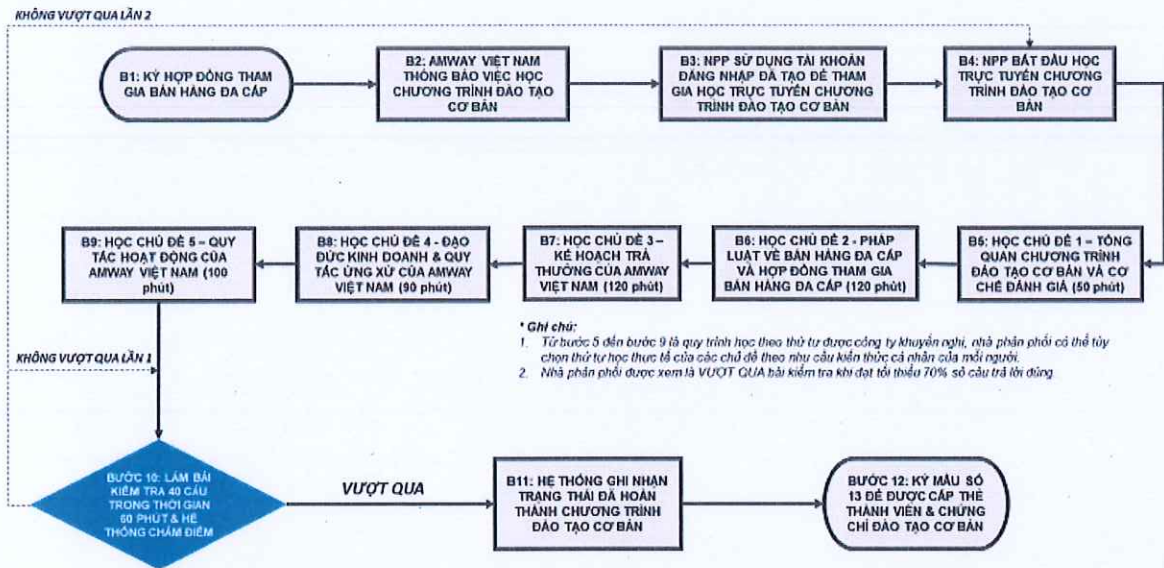 KHÔNG VƯỢT QUA LẦN 2
B1: KÝ HỢP ĐỒNG THAM
GIA BÁN HÀNG ĐA CẤP
B2: AMWAY VIỆT NAM
THÔNG BÁO VIỆC HỌC
CHƯƠNG TRÌNH ĐÀO TẠO
CƠ BẢN
B3: NPP SỬ DỤNG TÀI KHOẢN
ĐĂNG NHẬP ĐÃ TẠO ĐỂ THAM
GIA HỌC TRỰC TUYẾN CHƯƠNG
TRÌNH ĐÀO TẠO CƠ BẢN
B4: NPP BẮT ĐẦU HỌC
TRỰC TUYẾN CHƯƠNG
TRÌNH ĐÀO TẠO CƠ
BẢN
B9: HỌC CHỦ ĐỀ 5 – QUY
TẮC HOẠT ĐỘNG CỦA
AMWAY VIỆT NAM (100
phút)
B8: HỌC CHỦ ĐỀ 4 - ĐẠO
ĐỨC KINH DOANH & QUY
TẮC ỨNG XỬ CỦA AMWAY
VIỆT NAM (90 phút)
B7: HỌC CHỦ ĐỀ 3 –
KẾ HOẠCH TRẢ
THƯỞNG CỦA AMWAY
VIỆT NAM (120 phút)
B6: HỌC CHỦ ĐỀ 2 - PHÁP
LUẬT VỀ BÁN HÀNG ĐA CẤP
VÀ HỢP ĐỒNG THAM GIA
BÁN HÀNG ĐA CẤP (120 phút)
B5: HỌC CHỦ ĐỀ 1 – TỔNG
QUAN CHƯƠNG TRÌNH
ĐÀO TẠO CƠ BẢN VÀ CƠ
CHẾ ĐÁNH GIÁ (50 phút)
* Ghi chú:
1. Từ bước 5 đến bước 9 là quy trình học theo thứ tự được công ty khuyến nghị, nhà phân phối có thể tùy
chọn thứ tự học thực tế của các chủ đề theo nhu cầu kiến thức cá nhân của mỗi người.
2. Nhà phân phối được xem là VƯỢT QUA bài kiểm tra khi đạt tối thiểu 70% số câu trả lời đúng
KHÔNG VƯỢT QUA LẦN 1
BƯỚC 10: LÀM BÀI
KIỂM TRA 40 CÂU
TRONG THỜI GIAN
60 PHÚT & HỆ
THỐNG CHẤM ĐIỂM
VƯỢT QUA
B11: HỆ THỐNG GHI NHẬN
TRẠNG THÁI ĐÃ HOÀN
THÀNH CHƯƠNG TRÌNH
ĐÀO TẠO CƠ BẢN
BƯỚC 12: KÝ MẪU SỐ
13 ĐỂ ĐƯỢC CẤP THẺ
THÀNH VIÊN & CHỨNG
CHỈ ĐÀO TẠO CƠ BẢN